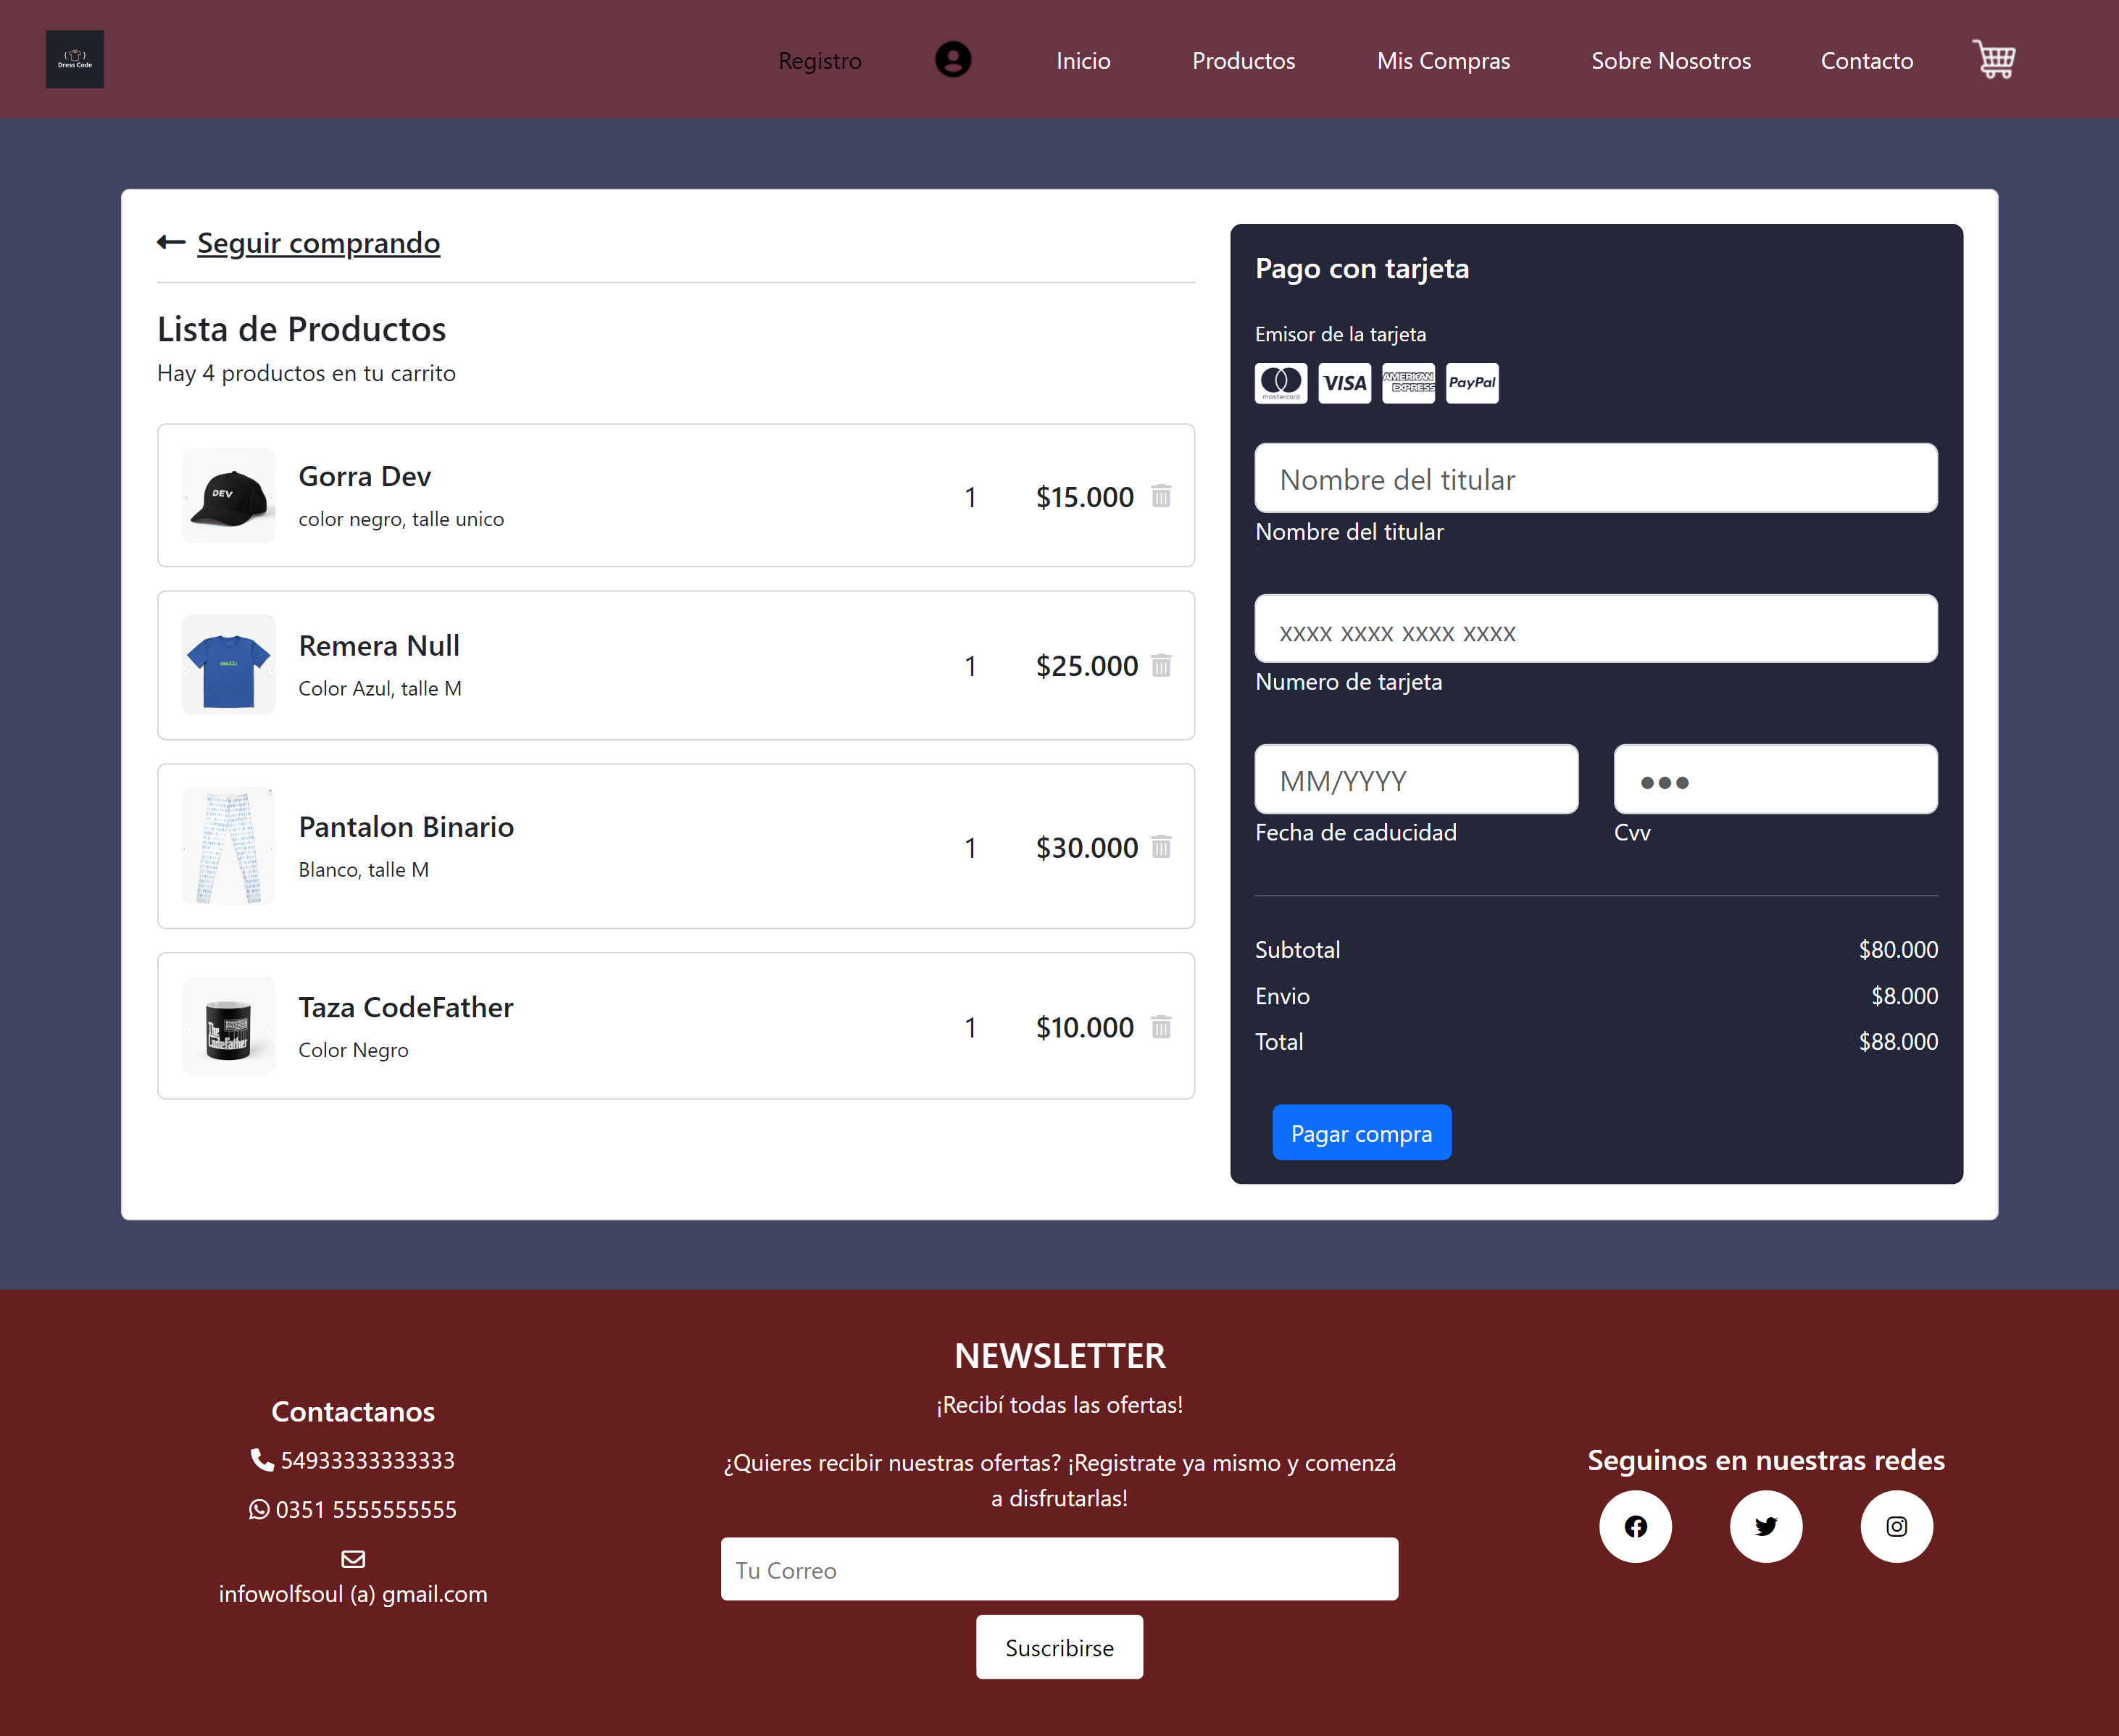 { }
Dress Code
Registro
Inicio
Productos
Mis Compras
Sobre Nosotros
Contacto
Seguir comprando
Lista de Productos
Hay 4 productos en tu carrito
DEV
Gorra Dev
color negro, talle unico
1
$15.000
<null>
Remera Null
Color Azul, talle M
1
$25.000
Pantalon Binario
Blanco, talle M
1
$30.000
The
CodeFather
Taza CodeFather
Color Negro
1
$10.000
Pago con tarjeta
Emisor de la tarjeta
mastercard
VISA
AMERICAN
EXPRESS
PayPal
Nombre del titular
Nombre del titular
xxxx xxxx xxxx xxxx
Numero de tarjeta
MM/YYYY
●●●
Fecha de caducidad
Cvv
Subtotal
$80.000
Envio
$8.000
Total
$88.000
Pagar compra
Contactanos
54933333333333
0351 5555555555
infowolfsoul (a) gmail.com
NEWSLETTER
¡Recibí todas las ofertas!
¿Quieres recibir nuestras ofertas? ¡Registrate ya mismo y comenzá
a disfrutarlas!
Tu Correo
Suscribirse
Seguinos en nuestras redes